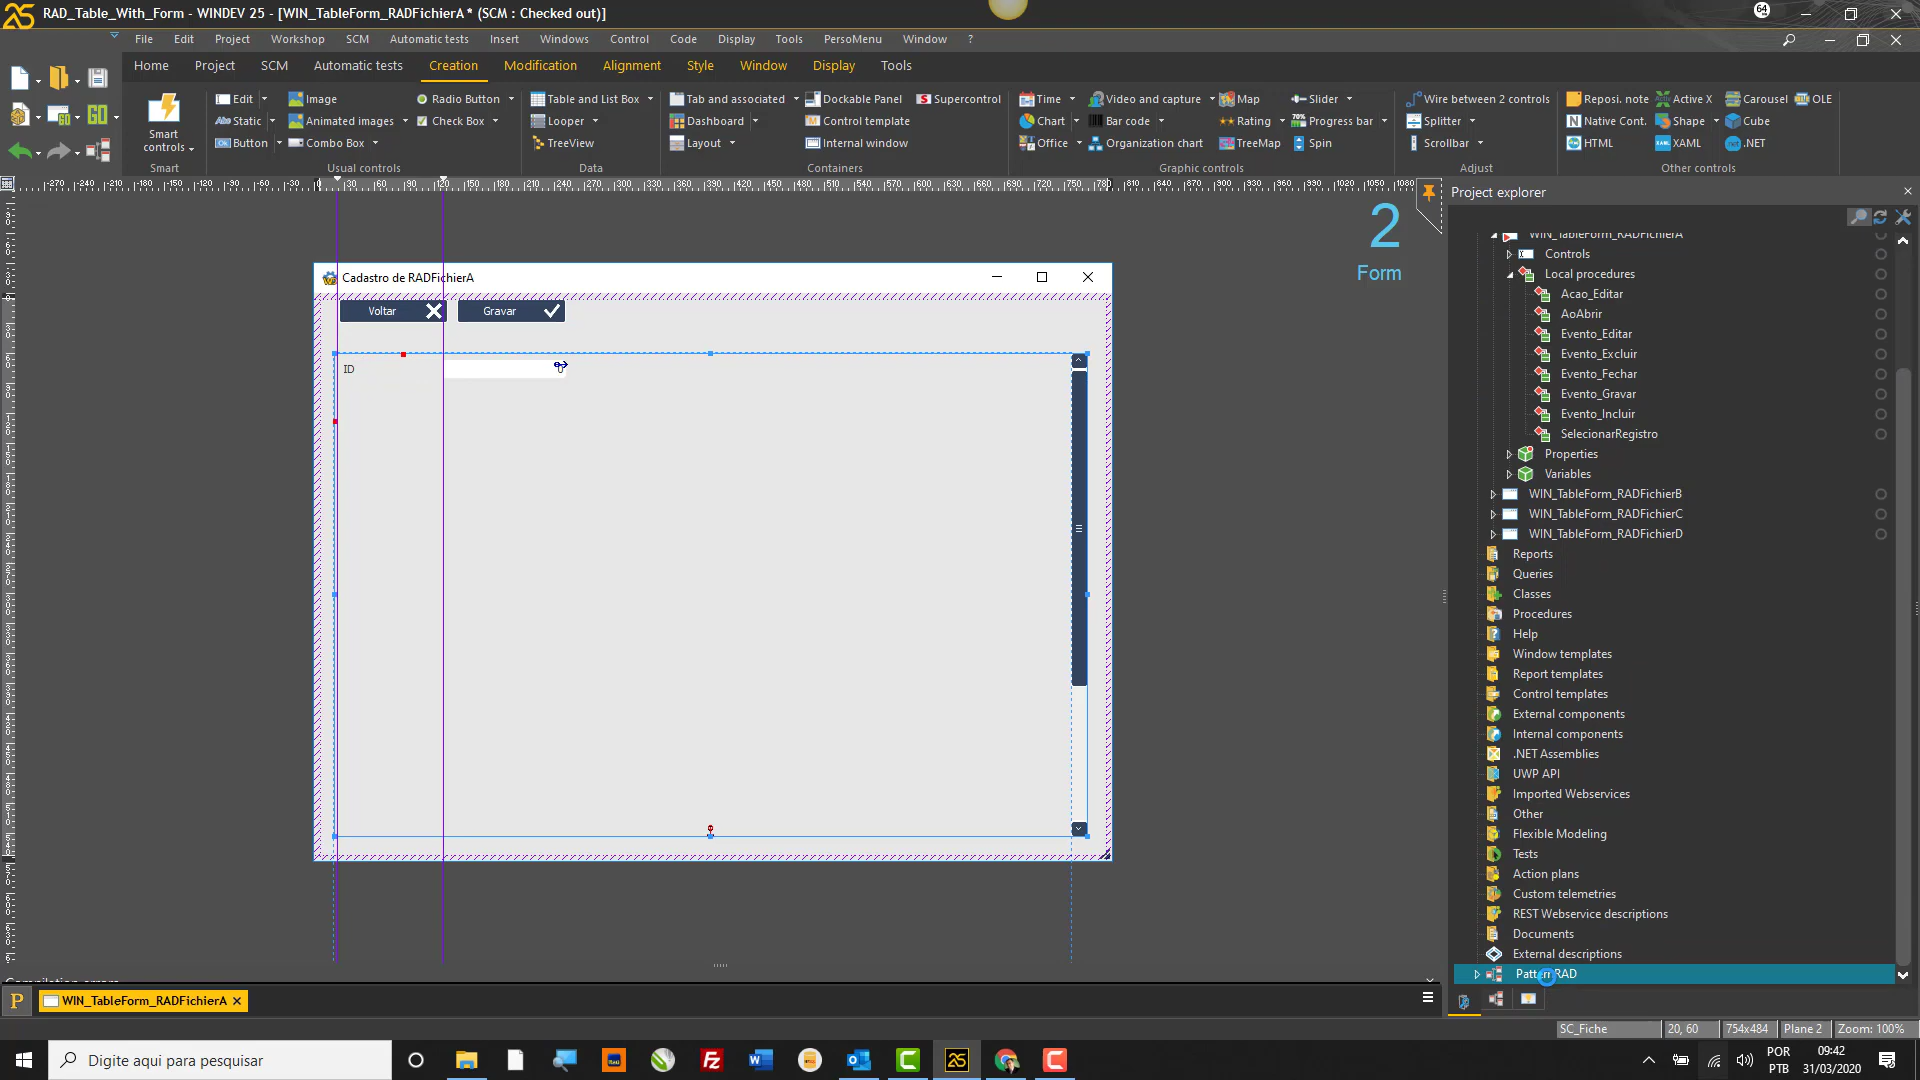 RAD_Table_With_Form - WINDEV 25 - [WIN_TableForm_RADFichierA * (SCM : Checked out)]
64
File Edit Project Workshop SCM Automatic tests Insert Windows Control Code Display Tools PersoMenu Window ?
Home Project SCM Automatic tests Creation Modification Alignment Style Window Display Tools
Edit Image Radio Button Table and List Box Tab and associated Dockable Panel Supercontrol Time Video and capture Map Slider Wire between 2 controls Reposi. note Active X Carousel OLE
Smart controls Static Animated images Check Box Looper Dashboard Control template Chart Bar code Rating Progress bar Splitter Native Cont. Shape Cube
Button Combo Box TreeView Layout Internal window Office Organization chart TreeMap Spin Scrollbar HTML XAML .NET
Smart Usual controls Data Containers Graphic controls Adjust Other controls
Project explorer
2
Form
Cadastro de RADFichierA
Voltar Gravar
ID
WIN_TableForm_RADFichierA
Controls
Local procedures
Acao_Editar
AoAbrir
Evento_Editar
Evento_Excluir
Evento_Fechar
Evento_Gravar
Evento_Incluir
SelecionarRegistro
Properties
Variables
WIN_TableForm_RADFichierB
WIN_TableForm_RADFichierC
WIN_TableForm_RADFichierD
Reports
Queries
Classes
Procedures
Help
Window templates
Report templates
Control templates
External components
Internal components
.NET Assemblies
UWP API
Imported Webservices
Other
Flexible Modeling
Tests
Action plans
Custom telemetries
REST Webservice descriptions
Documents
External descriptions
WIN_TableForm_RADFichierA
SC_Fiche 20, 60 754x484 Plane 2 Zoom: 100%
Digite aqui para pesquisar
POR
PTB
09:42
31/03/2020